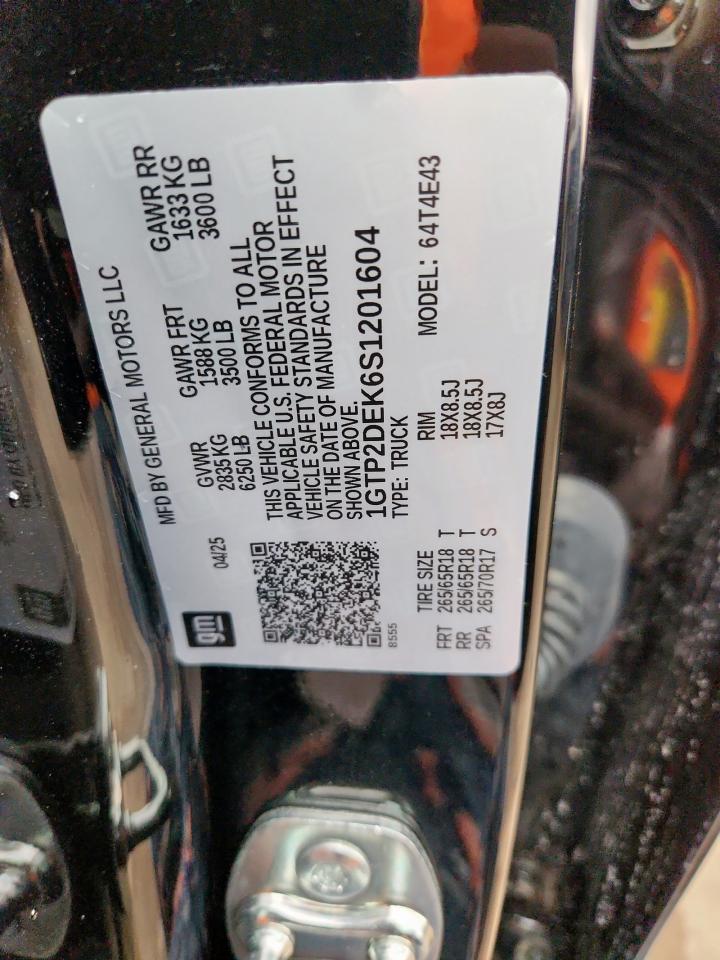 MFD BY GENERAL MOTORS LLC
gm
04/25
GVWR GAWR FRT GAWR RR
2835 KG 1588 KG 1633 KG
6250 LB 3500 LB 3600 LB
THIS VEHICLE CONFORMS TO ALL
APPLICABLE U.S. FEDERAL MOTOR
VEHICLE SAFETY STANDARDS IN EFFECT
ON THE DATE OF MANUFACTURE
SHOWN ABOVE.
1GTP2DEK6S1201604
8555
TYPE: TRUCK MODEL: 64T4E43
TIRE SIZE RIM
FRT 265/65R18 T 18X8.5J
RR 265/65R18 T 18X8.5J
SPA 265/70R17 S 17X8J